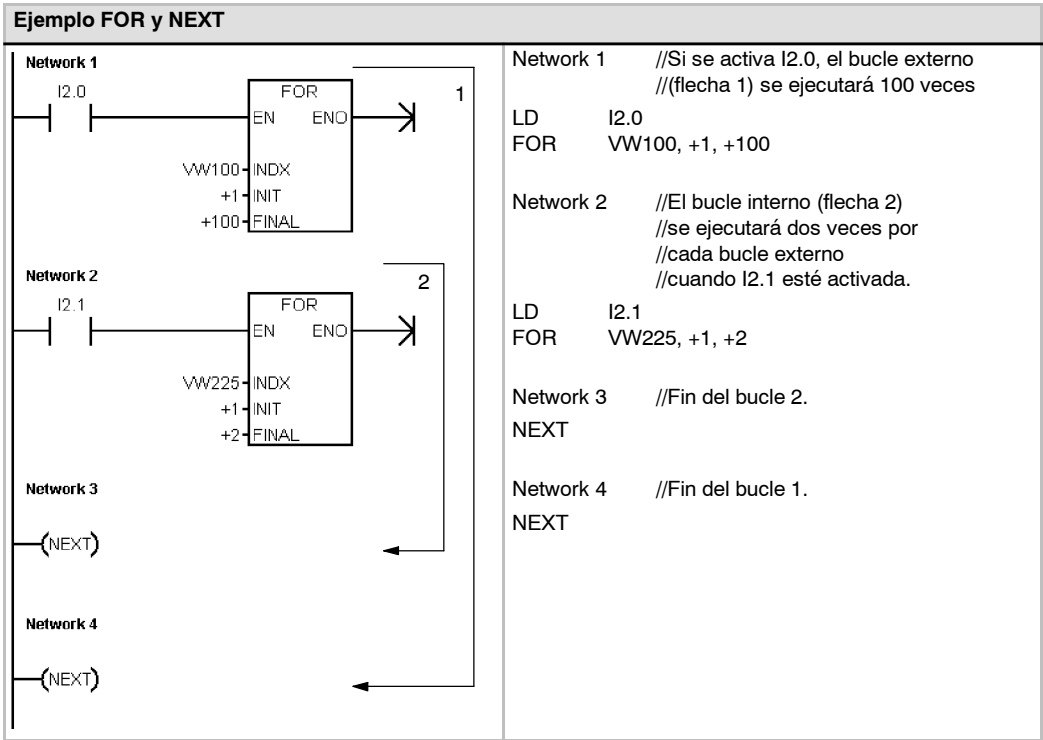 Ejemplo FOR y NEXT
Network 1
I2.0
FOR
1
EN ENO
VW100 INDX
+1 INIT
+100 FINAL
Network 2
2
I2.1
FOR
EN ENO
VW225 INDX
+1 INIT
+2 FINAL
Network 3
(NEXT)
Network 4
(NEXT)
Network 1 //Si se activa I2.0, el bucle externo
//(flecha 1) se ejecutará 100 veces
LD I2.0
FOR VW100, +1, +100
Network 2 //El bucle interno (flecha 2)
//se ejecutará dos veces por
//cada bucle externo
//cuando I2.1 esté activada.
LD I2.1
FOR VW225, +1, +2
Network 3 //Fin del bucle 2.
NEXT
Network 4 //Fin del bucle 1.
NEXT